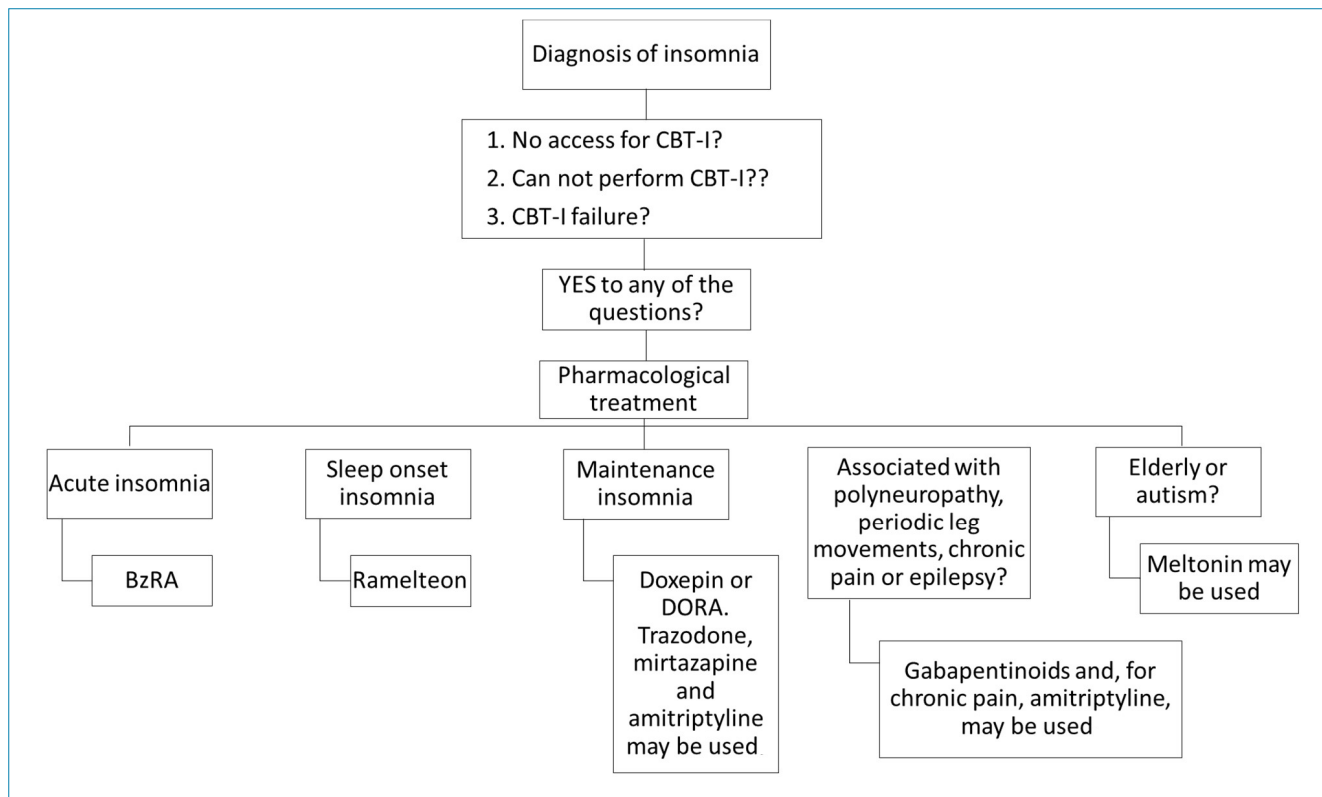 Diagnosis of insomnia
1. No access for CBT-I?
2. Can not perform CBT-I??
3. CBT-I failure?
YES to any of the
questions?
Pharmacological
treatment
Acute insomnia
BzRA
Sleep onset
insomnia
Ramelteon
Maintenance
insomnia
Doxepin or
DORA.
Trazodone,
mirtazapine
and
amitriptyline
may be used.
Associated with
polyneuropathy,
periodic leg
movements, chronic
pain or epilepsy?
Gabapentinoids and, for
chronic pain, amitriptyline,
may be used
Elderly or
autism?
Meltonin may
be used